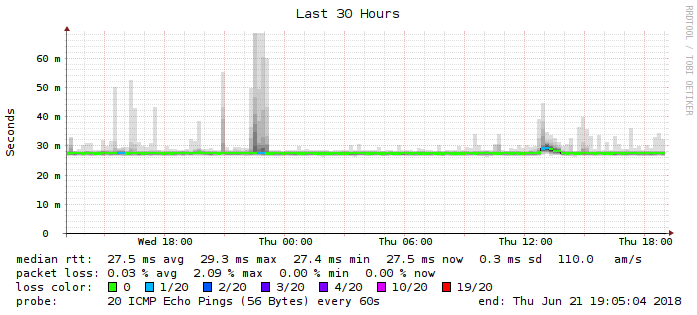 Last 30 Hours
RRDTOOL / TOBI OETIKER
Seconds
60 m
50 m
40 m
30 m
20 m
10 m
0
Wed 18:00 Thu 00:00 Thu 06:00 Thu 12:00 Thu 18:00
median rtt: 27.5 ms avg 29.3 ms max 27.4 ms min 27.5 ms now 0.3 ms sd 110.0 am/s
packet loss: 0.03 % avg 2.09 % max 0.00 % min 0.00 % now
loss color: 0 1/20 2/20 3/20 4/20 10/20 19/20
probe: 20 ICMP Echo Pings (56 Bytes) every 60s end: Thu Jun 21 19:05:04 2018